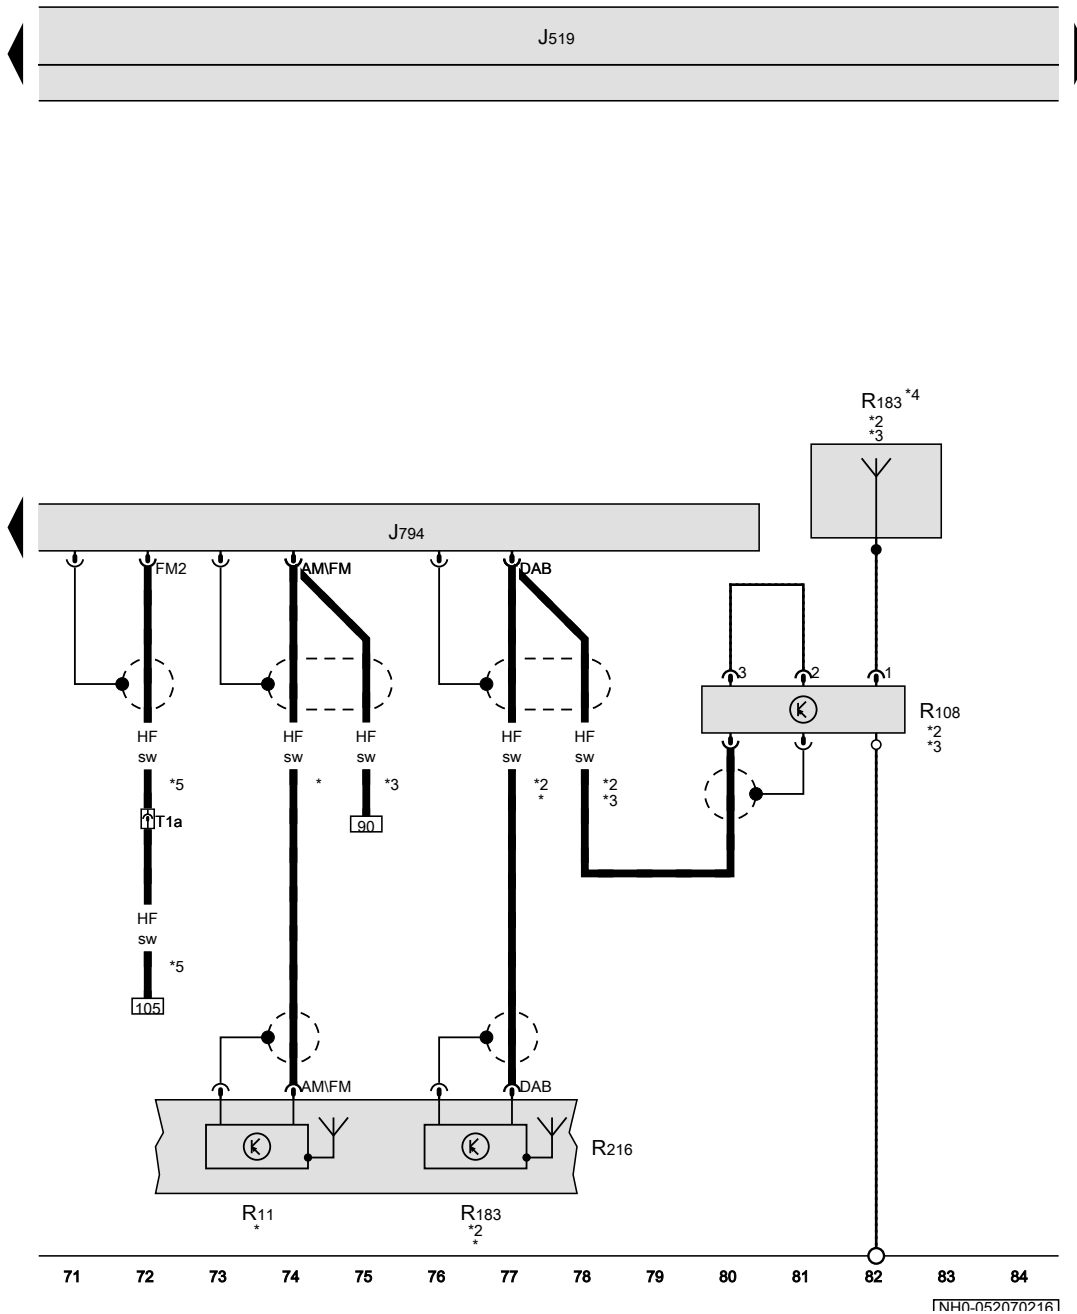 J519
R183 *4
*2
*3
J794
FM2 AM\FM DAB
3 2 1
R108
*2
*3
HF HF HF HF HF
sw sw sw sw sw
*5 * *3 *2 *2
* *3
T1a
90
HF
sw
*5
105
AM\FM DAB
R216
R11 R183
* *2
*
71 72 73 74 75 76 77 78 79 80 81 82 83 84
NH0-052070216